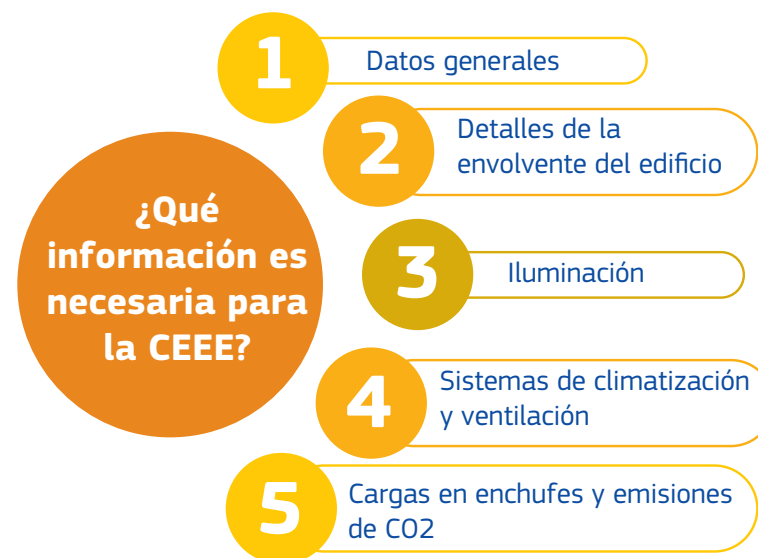 ¿Qué
información es
necesaria para
la CEEE?
1
Datos generales
2
Detalles de la
envolvente del edificio
3
Iluminación
4
Sistemas de climatización
y ventilación
5
Cargas en enchufes y emisiones
de CO2